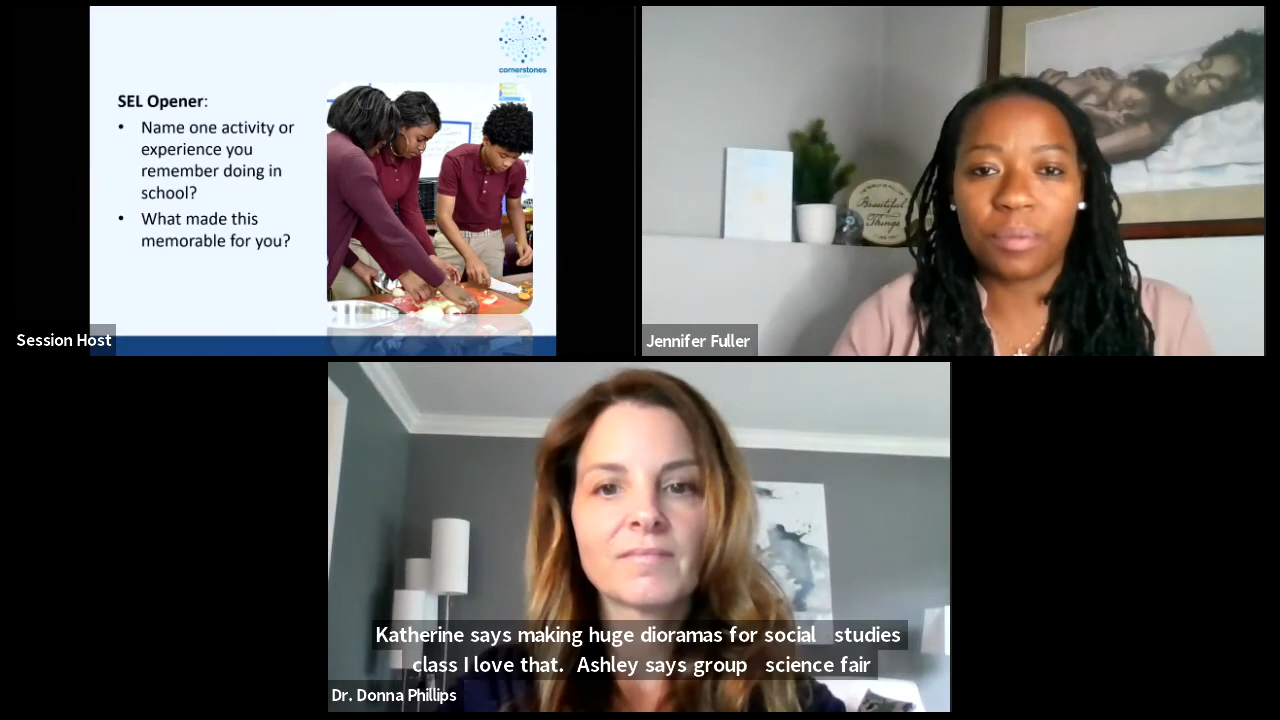 cornerstones
SEL Opener:
• Name one activity or
experience you
remember doing in
school?
• What made this
memorable for you?
Session Host
Beautiful
Things
Jennifer Fuller
Katherine says making huge dioramas for social studies
class I love that. Ashley says group science fair
Dr. Donna Phillips